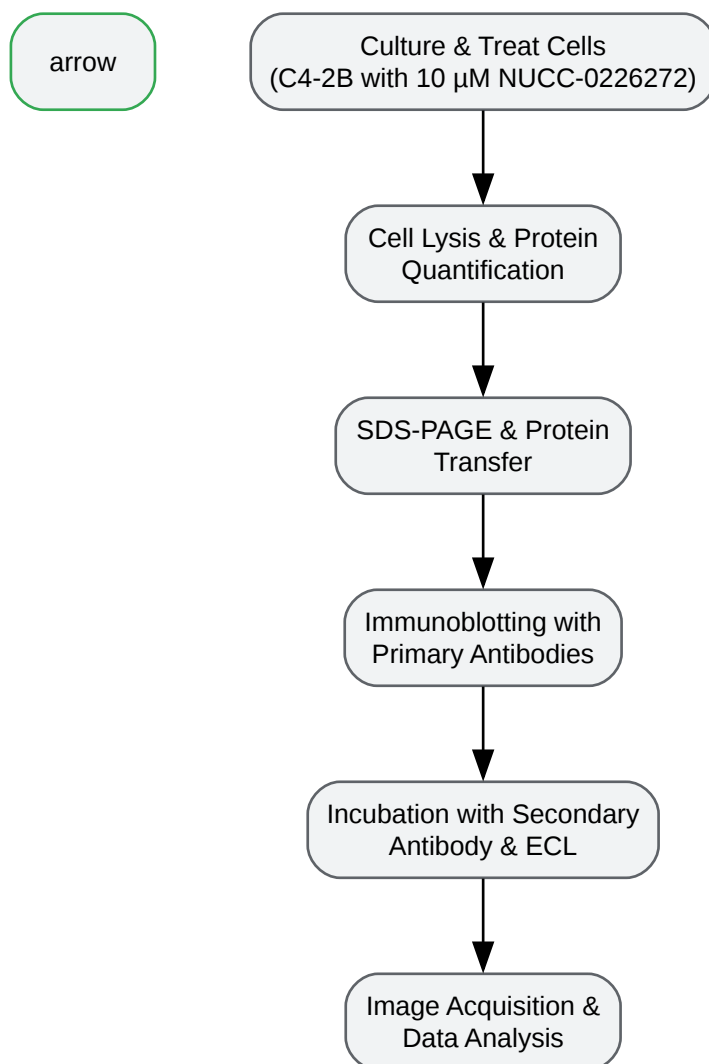 arrow
Culture & Treat Cells
(C4-2B with 10 µM NUCC-0226272)
Cell Lysis & Protein
Quantification
SDS-PAGE & Protein
Transfer
Immunoblotting with
Primary Antibodies
Incubation with Secondary
Antibody & ECL
Image Acquisition &
Data Analysis